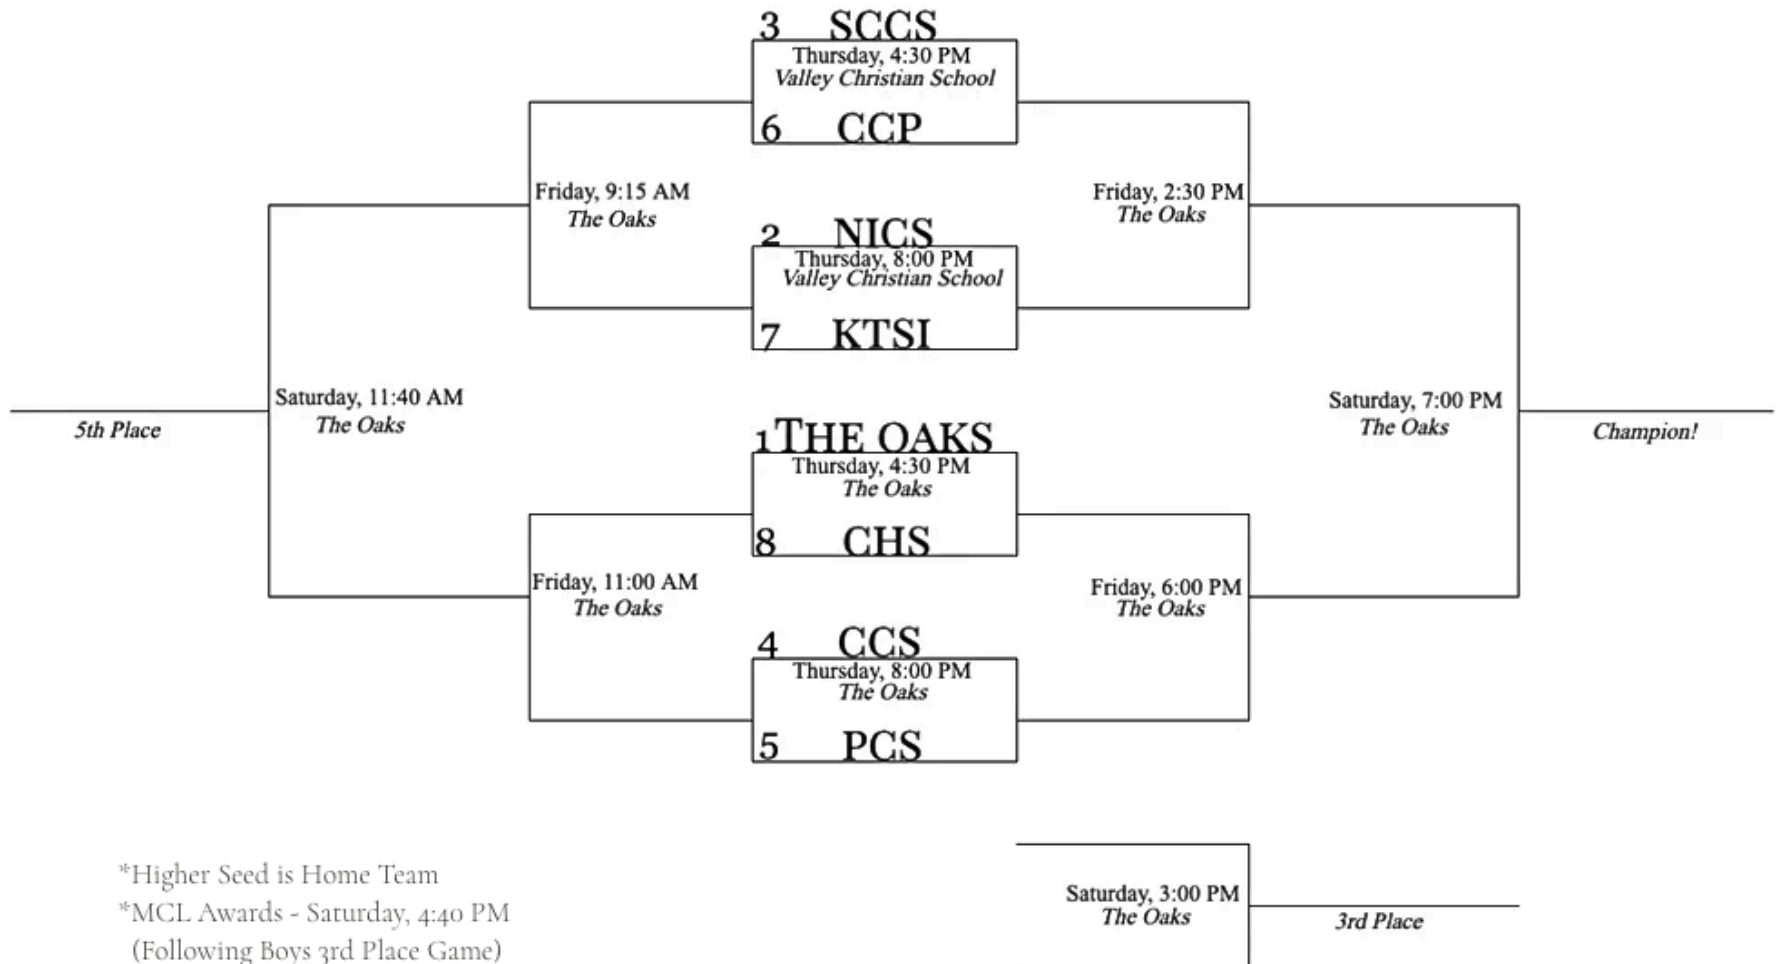 3 SCCS
Thursday, 4:30 PM
Valley Christian School
6 CCP
Friday, 9:15 AM
The Oaks
Friday, 2:30 PM
The Oaks
2 NICS
Thursday, 8:00 PM
Valley Christian School
7 KTSI
Saturday, 11:40 AM
The Oaks
5th Place
Saturday, 7:00 PM
The Oaks
Champion!
1 THE OAKS
Thursday, 4:30 PM
The Oaks
8 CHS
Friday, 11:00 AM
The Oaks
Friday, 6:00 PM
The Oaks
4 CCS
Thursday, 8:00 PM
The Oaks
5 PCS
*Higher Seed is Home Team
*MCL Awards - Saturday, 4:40 PM
(Following Boys 3rd Place Game)
Saturday, 3:00 PM
The Oaks
3rd Place